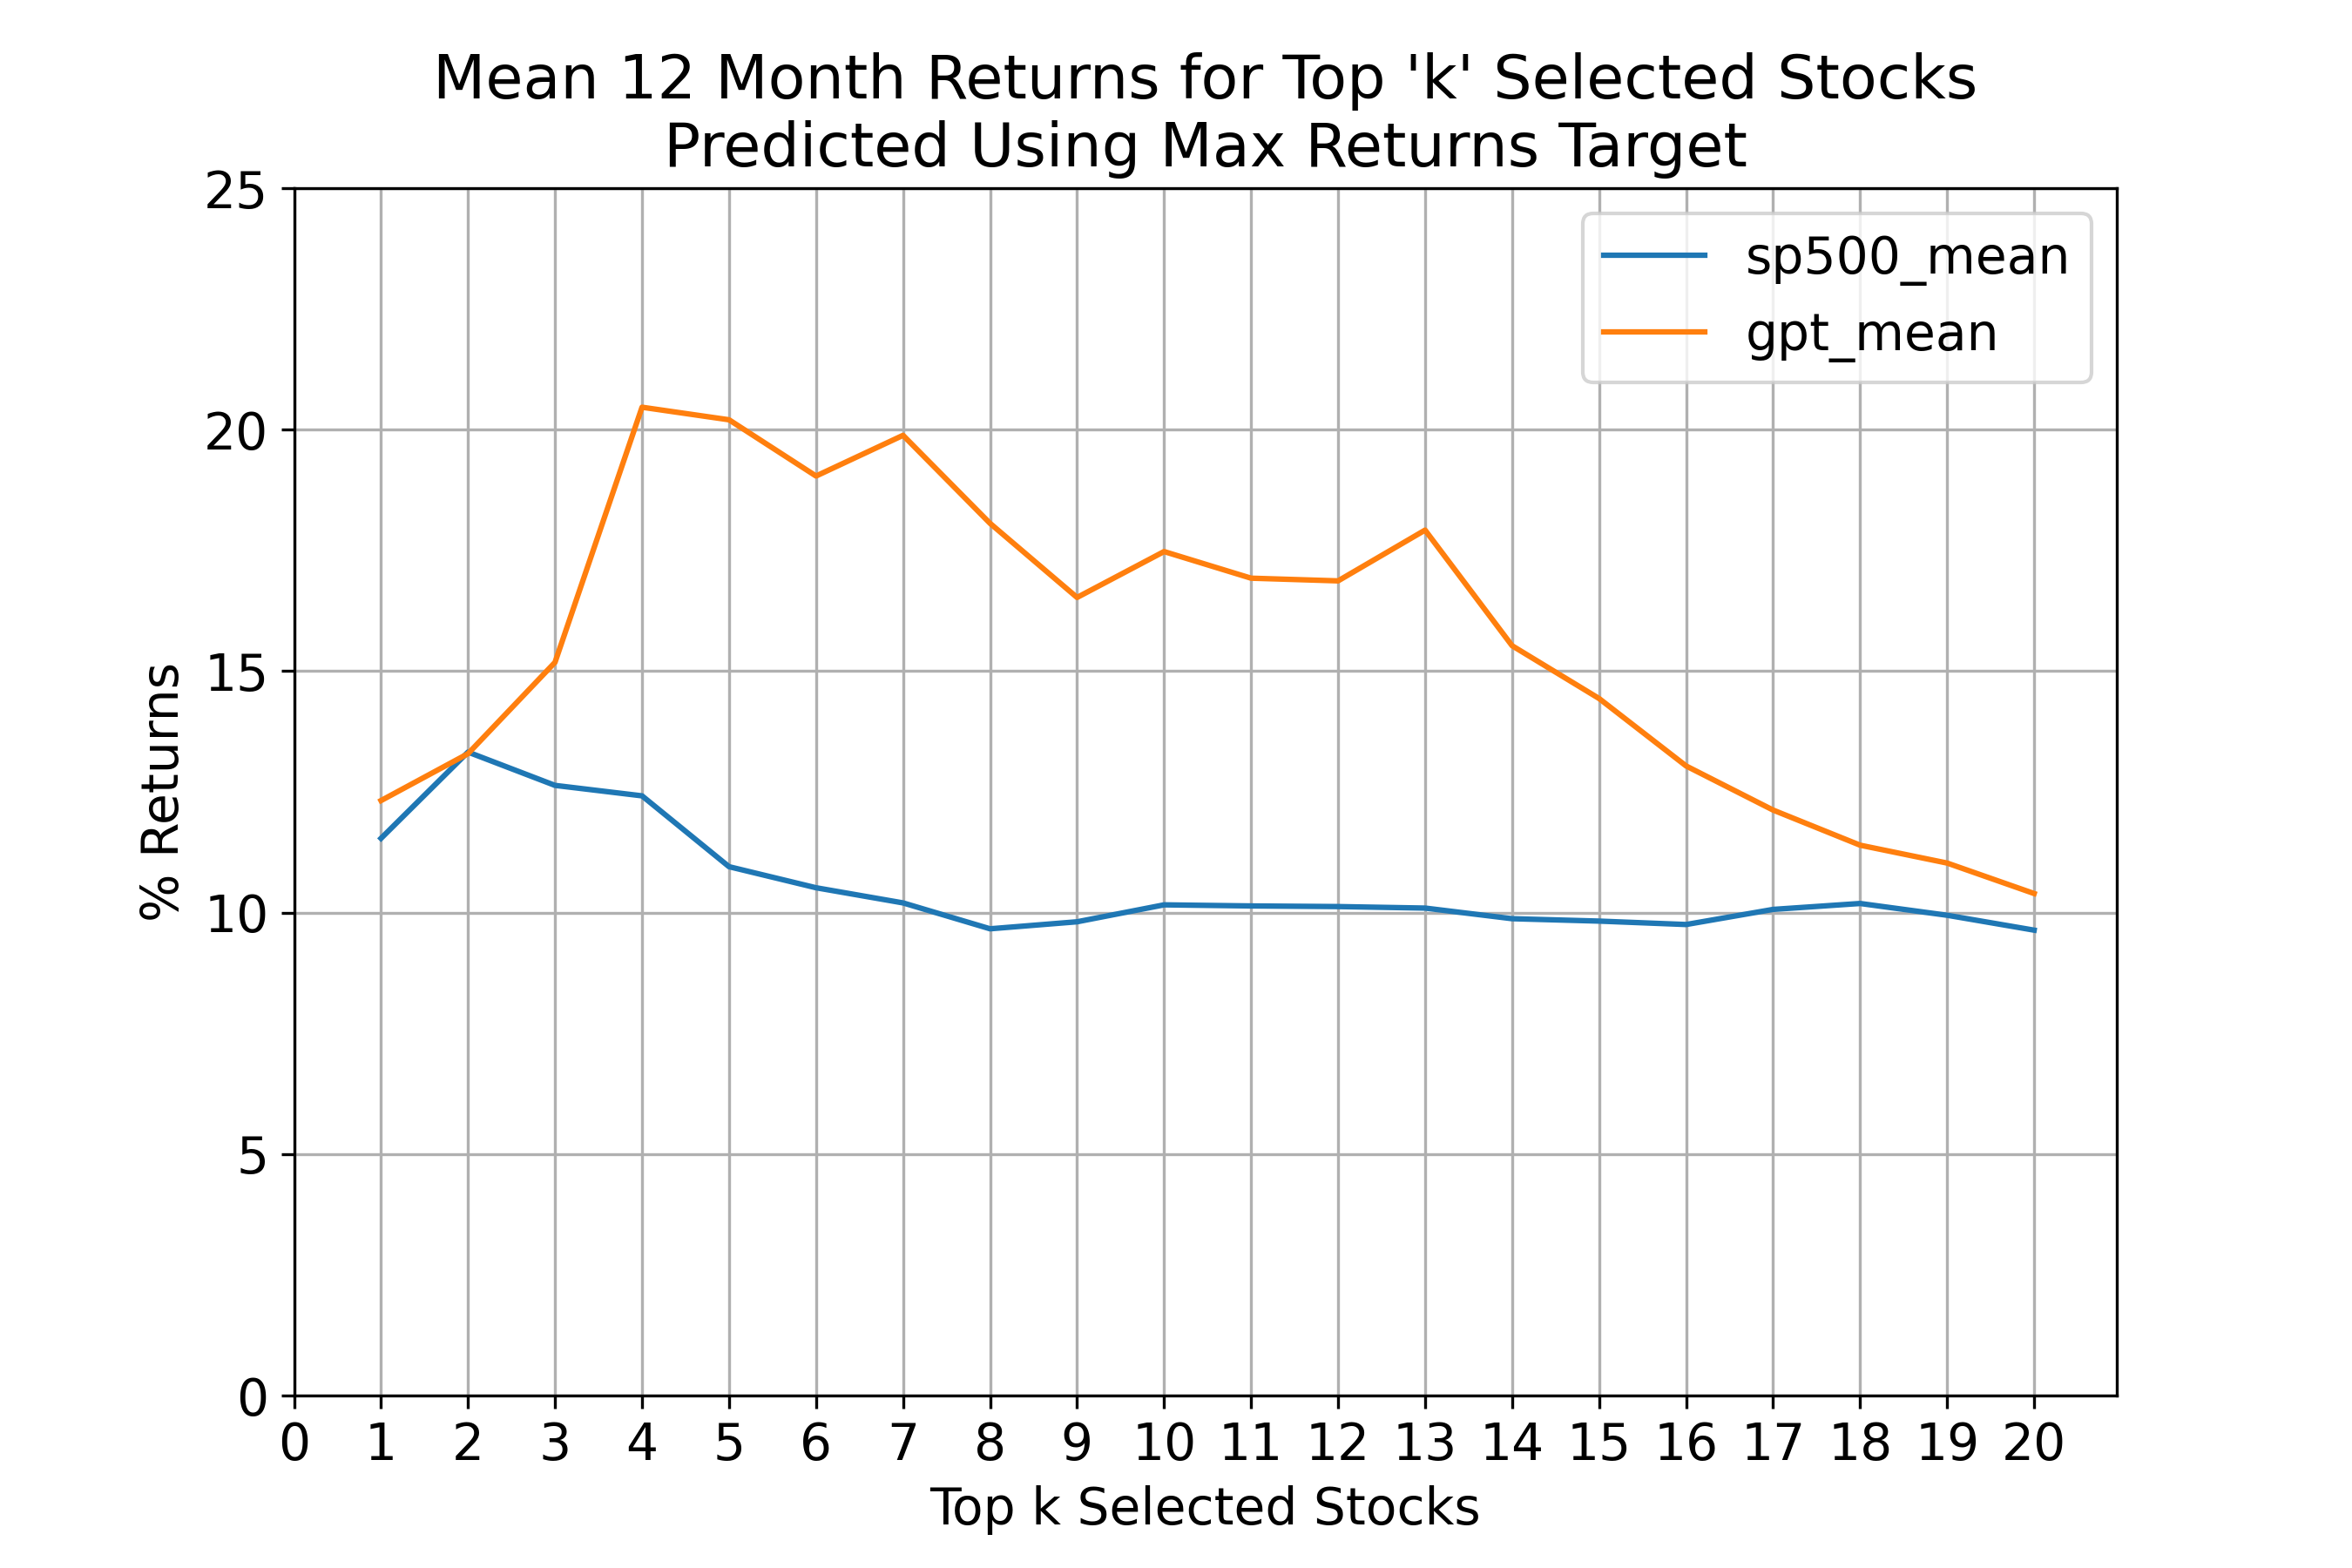 Mean 12 Month Returns for Top 'k' Selected Stocks
Predicted Using Max Returns Target
sp500_mean
gpt_mean
% Returns
25
20
15
10
5
0
0 1 2 3 4 5 6 7 8 9 10 11 12 13 14 15 16 17 18 19 20
Top k Selected Stocks